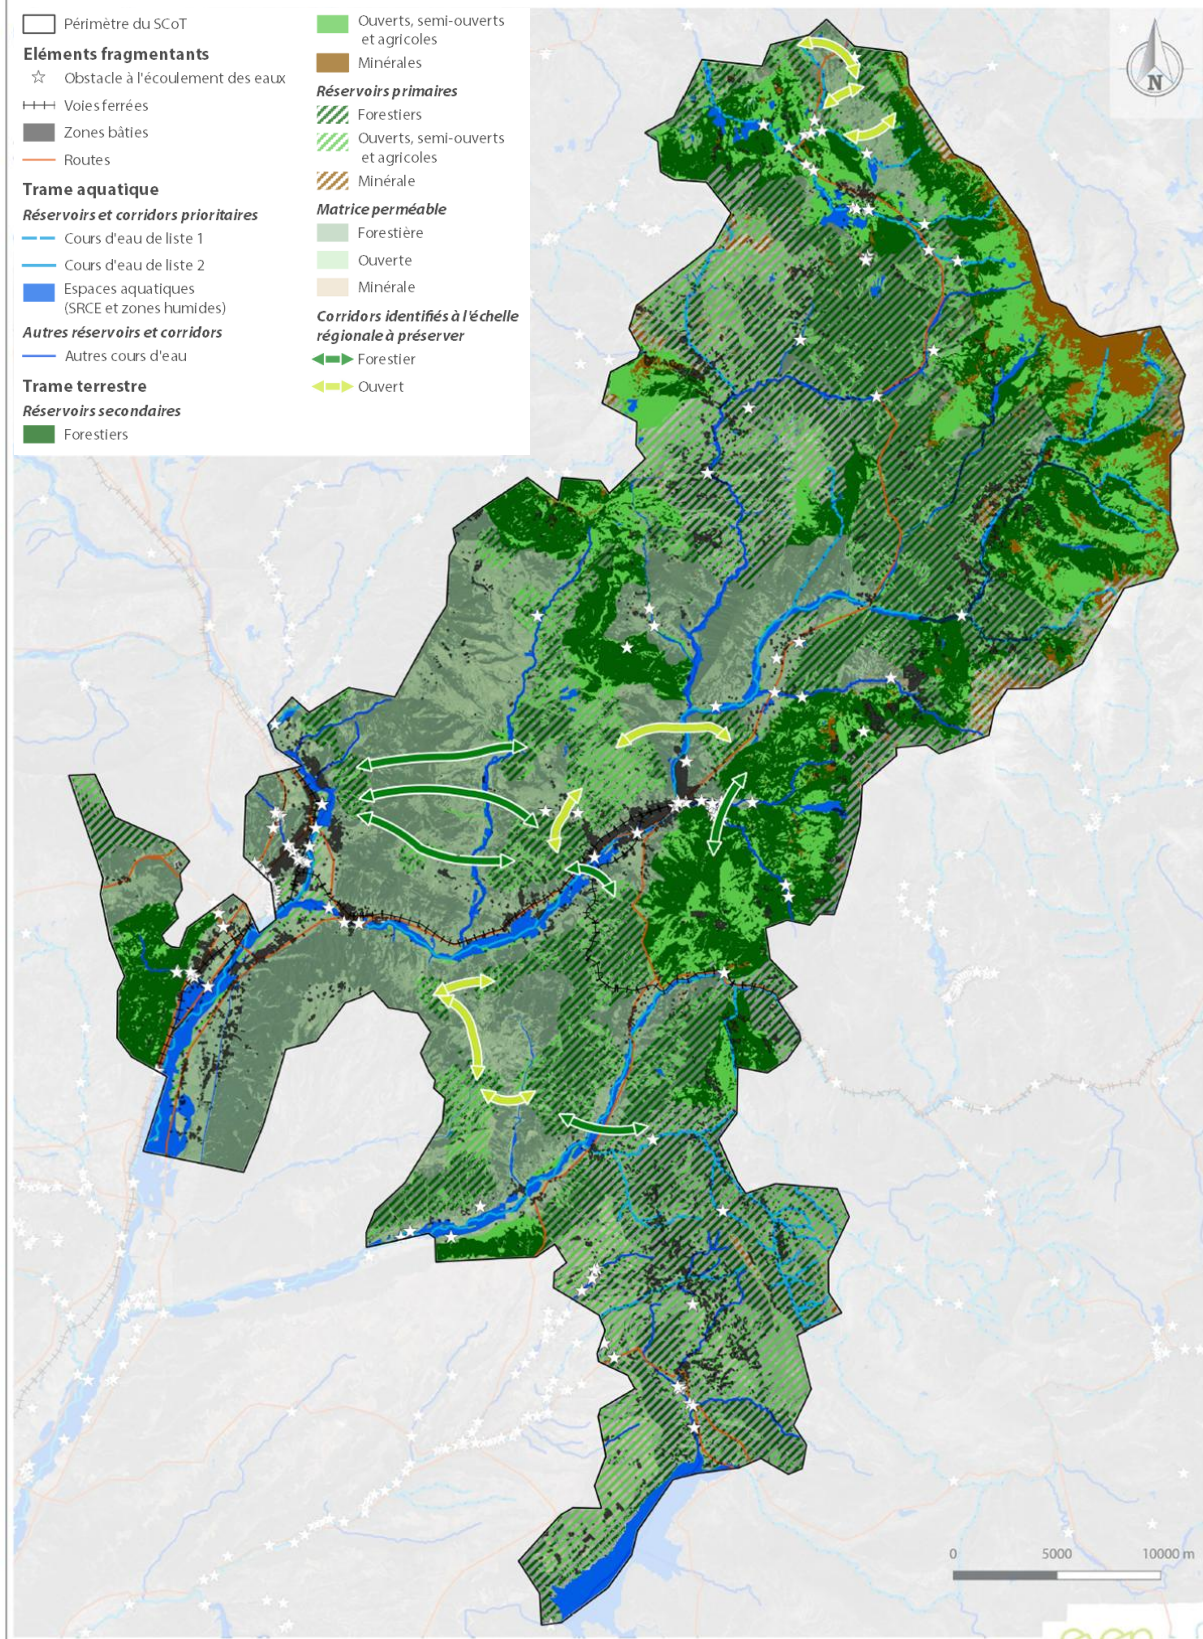 Périmètre du SCoT
Eléments fragmentants
Obstacle à l'écoulement des eaux
Voies ferrées
Zones bâties
Routes
Trame aquatique
Réservoirs et corridors prioritaires
Cours d'eau de liste 1
Cours d'eau de liste 2
Espaces aquatiques
(SRCE et zones humides)
Autres réservoirs et corridors
Autres cours d'eau
Trame terrestre
Réservoirs secondaires
Forestiers
Ouverts, semi-ouverts
et agricoles
Minérales
Réservoirs primaires
Forestiers
Ouverts, semi-ouverts
et agricoles
Minérale
Matrice perméable
Forestière
Ouverte
Minérale
Corridors identifiés à l'échelle
régionale à préserver
Forestier
Ouvert
N
0 5000 10000 m